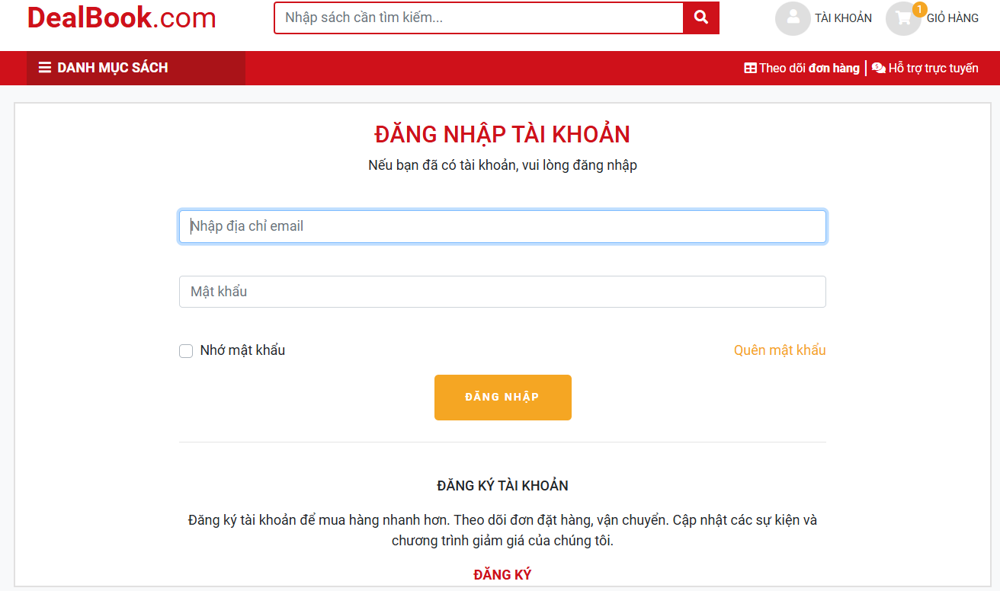 DealBook.com
Nhập sách cần tìm kiếm...
TÀI KHOẢN
1
GIỎ HÀNG
DANH MỤC SÁCH
Theo dõi đơn hàng
Hỗ trợ trực tuyến
ĐĂNG NHẬP TÀI KHOẢN
Nếu bạn đã có tài khoản, vui lòng đăng nhập
Nhập địa chỉ email
Mật khẩu
Nhớ mật khẩu
Quên mật khẩu
ĐĂNG NHẬP
ĐĂNG KÝ TÀI KHOẢN
Đăng ký tài khoản để mua hàng nhanh hơn. Theo dõi đơn đặt hàng, vận chuyển. Cập nhật các sự kiện và
chương trình giảm giá của chúng tôi.
ĐĂNG KÝ